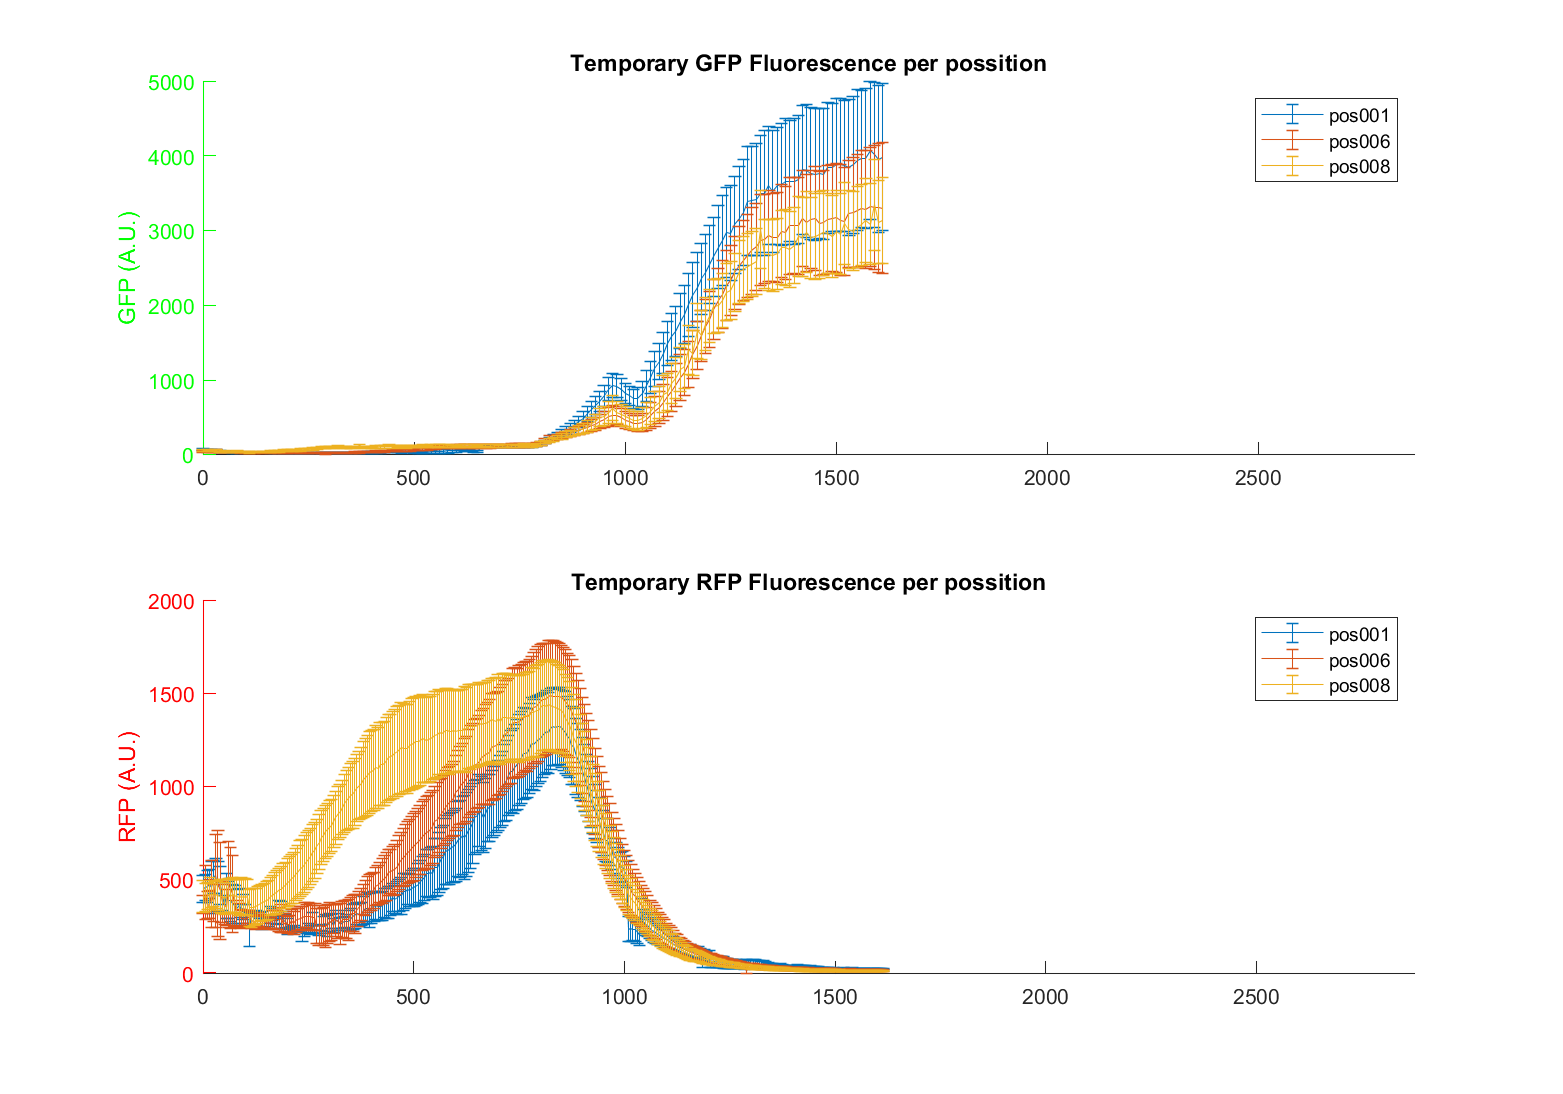 Temporary GFP Fluorescence per possition
5000
4000
3000
2000
1000
0
GFP (A.U.)
0 500 1000 1500 2000 2500
pos001
pos006
pos008
Temporary RFP Fluorescence per possition
2000
1500
1000
500
0
RFP (A.U.)
0 500 1000 1500 2000 2500
pos001
pos006
pos008